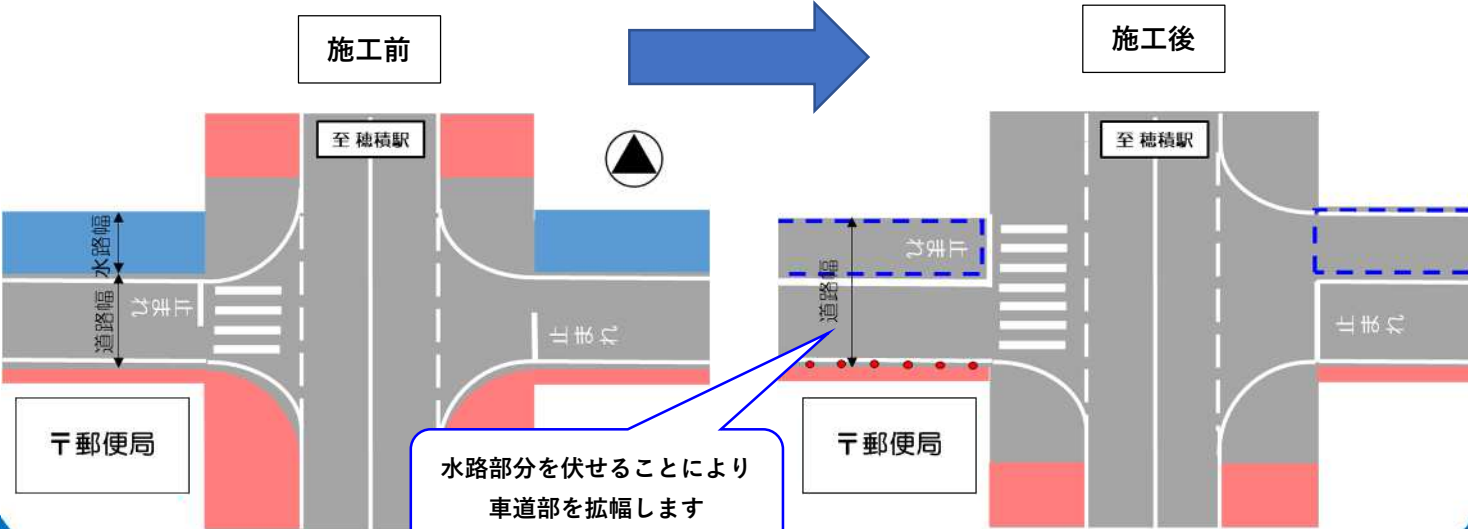 施工前
施工後
至 穂積駅
水路幅
道路幅
止まれ
止まれ
〒郵便局
至 穂積駅
道路幅
止まれ
止まれ
〒郵便局
水路部分を伏せることにより
車道部を拡幅します